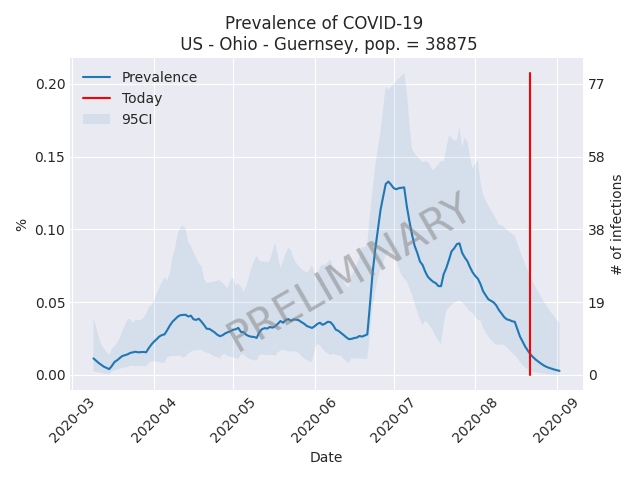 Prevalence of COVID-19
US - Ohio - Guernsey, pop. = 38875
Prevalence
Today
95CI
0.20
0.15
0.10
0.05
0.00
%
77
58
38
19
0
# of infections
PRELIMINARY
2020-03
2020-04
2020-05
2020-06
2020-07
2020-08
2020-09
Date